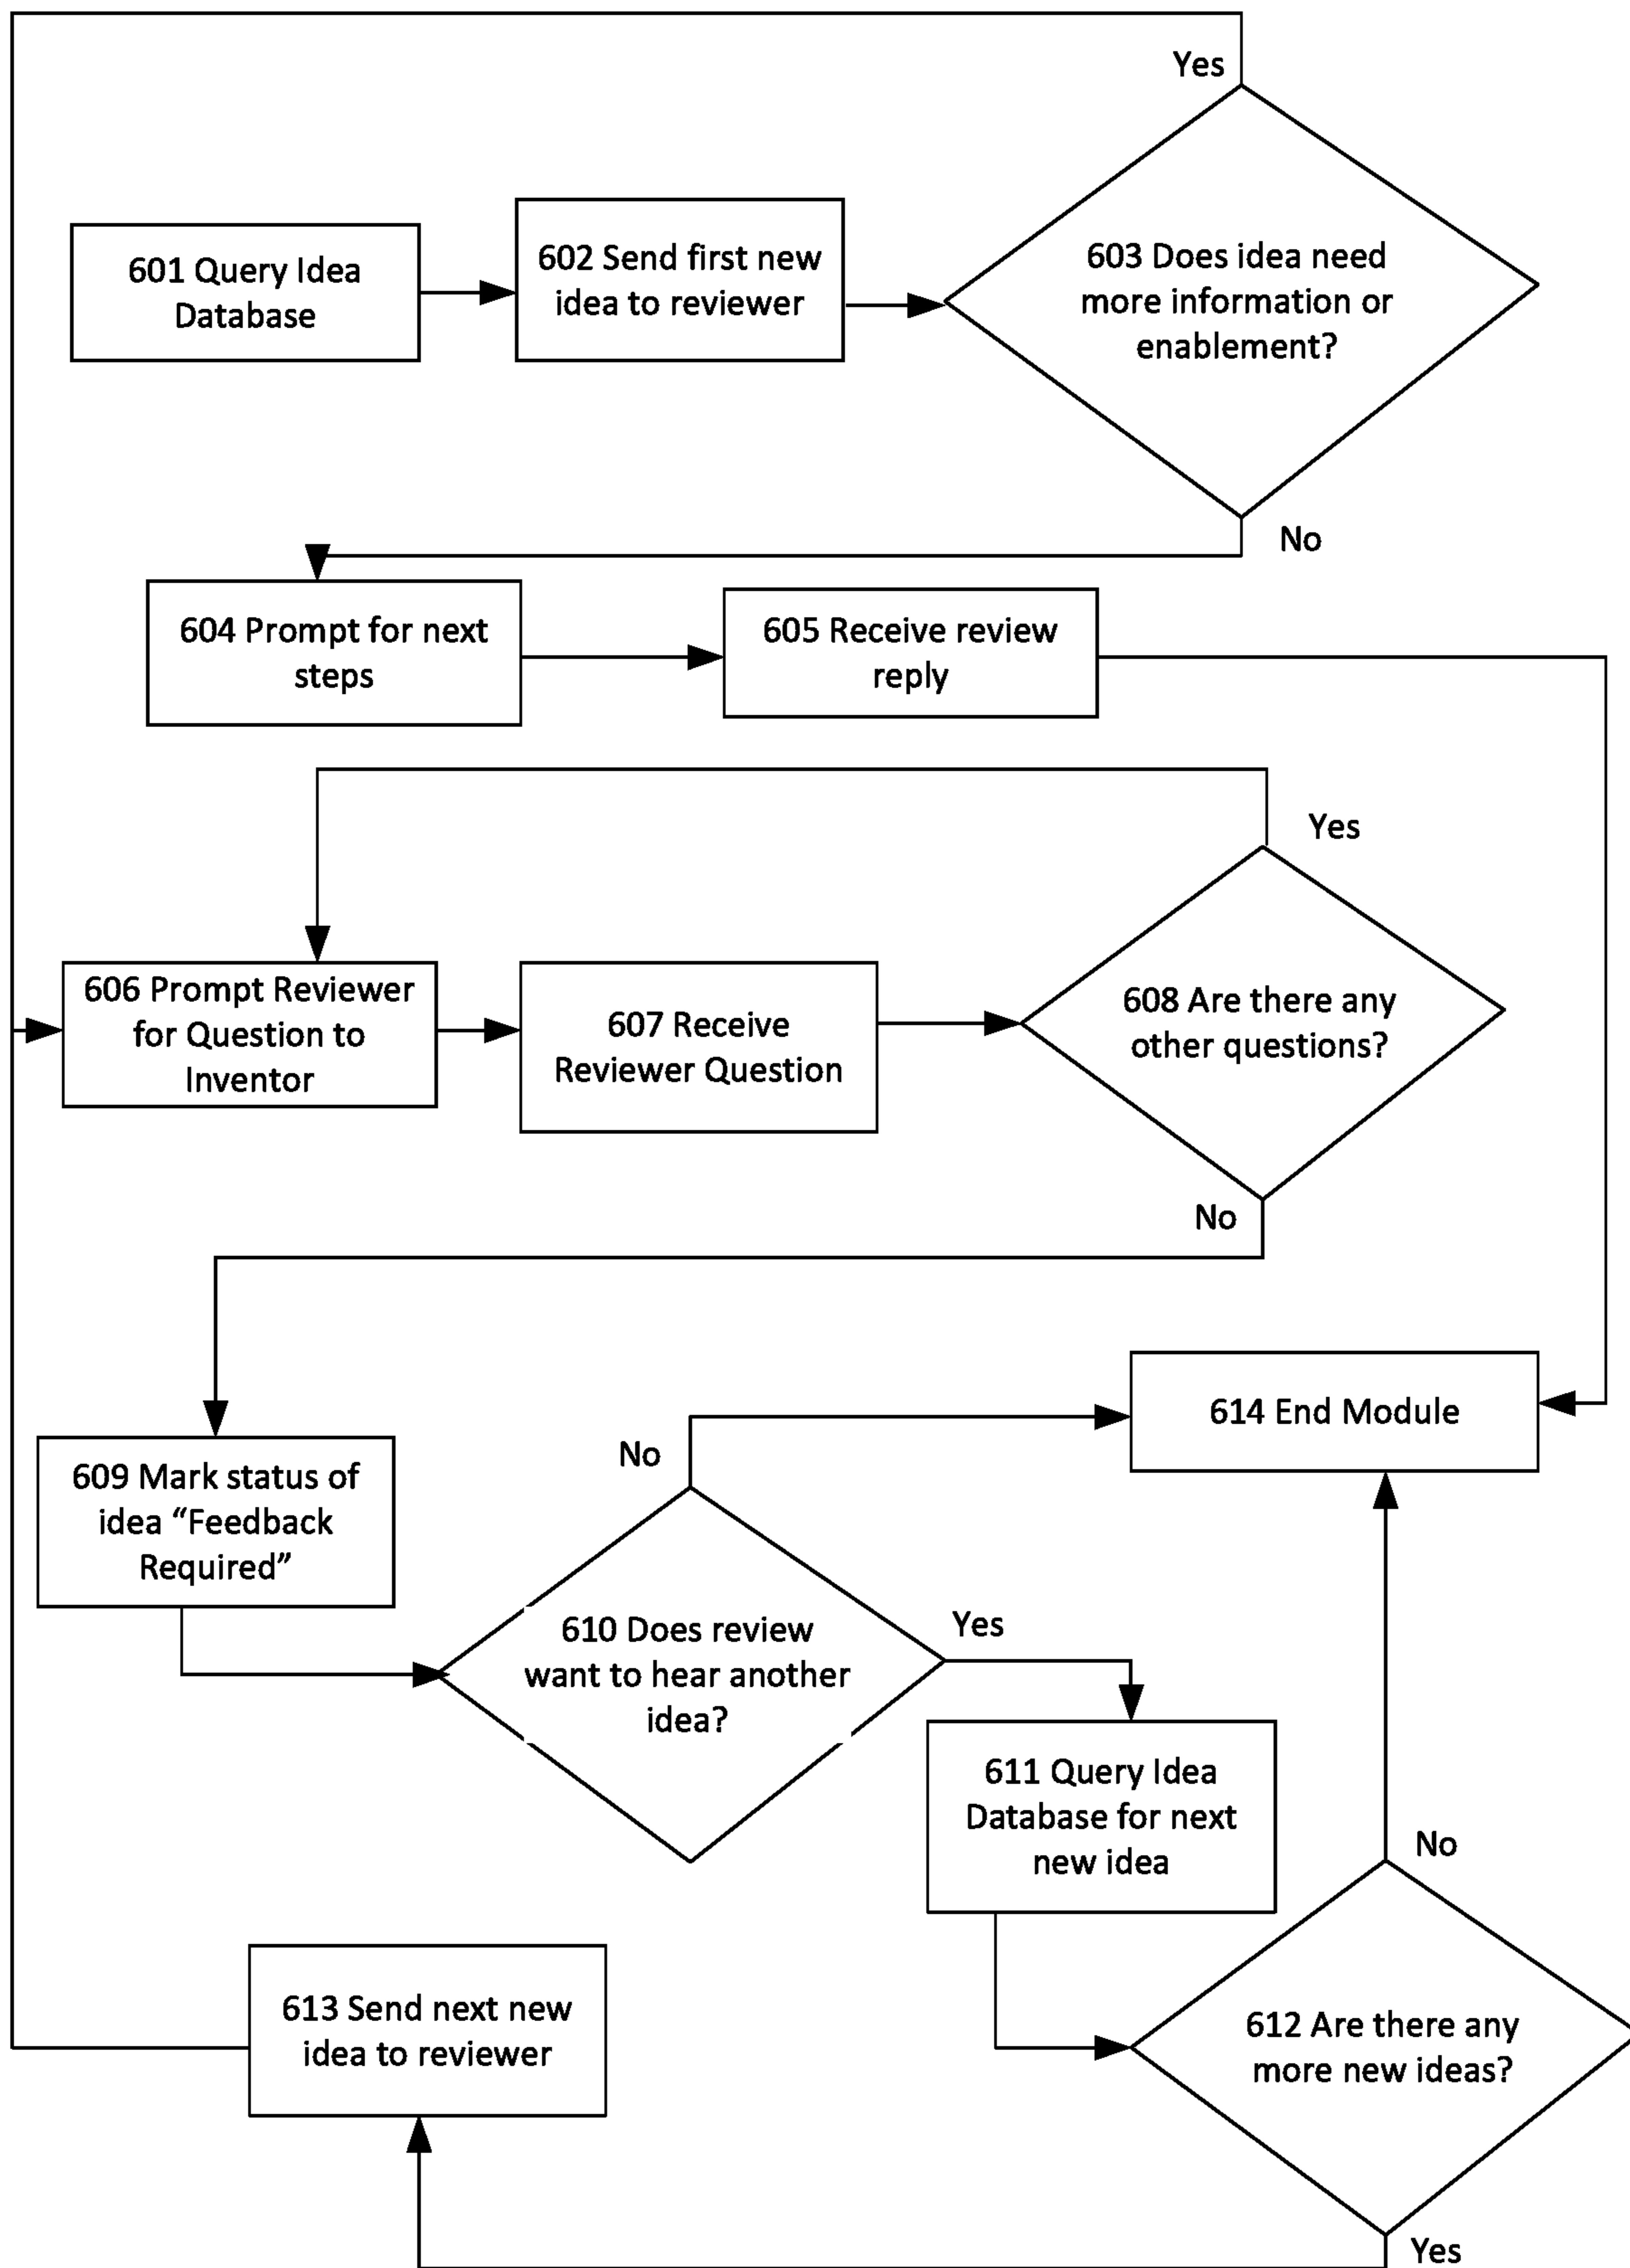 Yes
601 Query Idea
Database
602 Send first new
idea to reviewer
603 Does idea need
more information or
enablement?
No
604 Prompt for next
steps
605 Receive review
reply
Yes
606 Prompt Reviewer
for Question to
Inventor
607 Receive
Reviewer Question
608 Are there any
other questions?
No
614 End Module
No
609 Mark status of
idea “Feedback
Required”
610 Does review
want to hear another
idea?
Yes
611 Query Idea
Database for next
new idea
No
613 Send next new
idea to reviewer
612 Are there any
more new ideas?
Yes